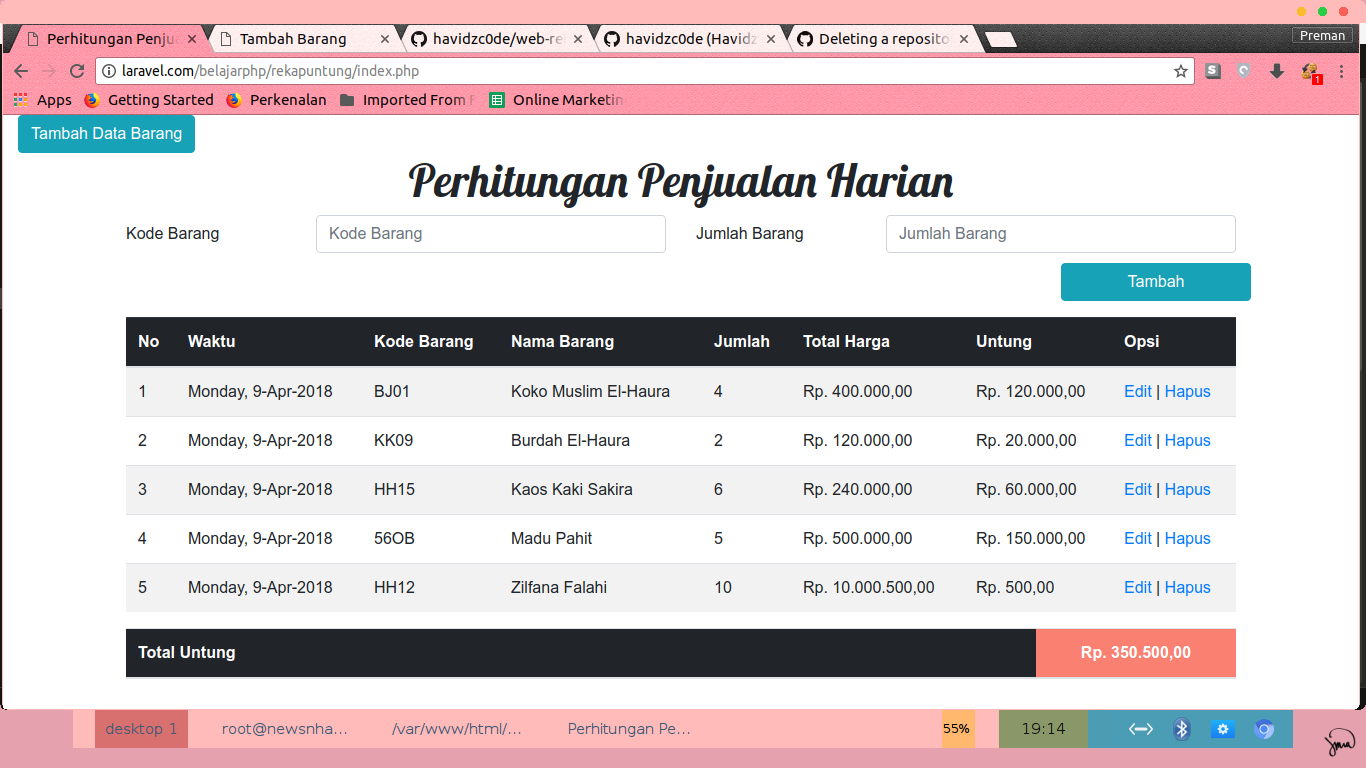 Preman
Perhitungan Penju
Tambah Barang
havidzc0de/web-re
havidzc0de (Havidz
Deleting a reposito
laravel.com/belajarphp/rekapuntung/index.php
S
1
Apps Getting Started Perkenalan Imported From F Online Marketin
Tambah Data Barang
Perhitungan Penjualan Harian
Kode Barang Kode Barang Jumlah Barang Jumlah Barang
Tambah
No Waktu Kode Barang Nama Barang Jumlah Total Harga Untung Opsi
1 Monday, 9-Apr-2018 BJ01 Koko Muslim El-Haura 4 Rp. 400.000,00 Rp. 120.000,00 Edit | Hapus
2 Monday, 9-Apr-2018 KK09 Burdah El-Haura 2 Rp. 120.000,00 Rp. 20.000,00 Edit | Hapus
3 Monday, 9-Apr-2018 HH15 Kaos Kaki Sakira 6 Rp. 240.000,00 Rp. 60.000,00 Edit | Hapus
4 Monday, 9-Apr-2018 56OB Madu Pahit 5 Rp. 500.000,00 Rp. 150.000,00 Edit | Hapus
5 Monday, 9-Apr-2018 HH12 Zilfana Falahi 10 Rp. 10.000.500,00 Rp. 500,00 Edit | Hapus
Total Untung Rp. 350.500,00
desktop 1 root@newsnha... /var/www/html/... Perhitungan Pe... 55% 19:14